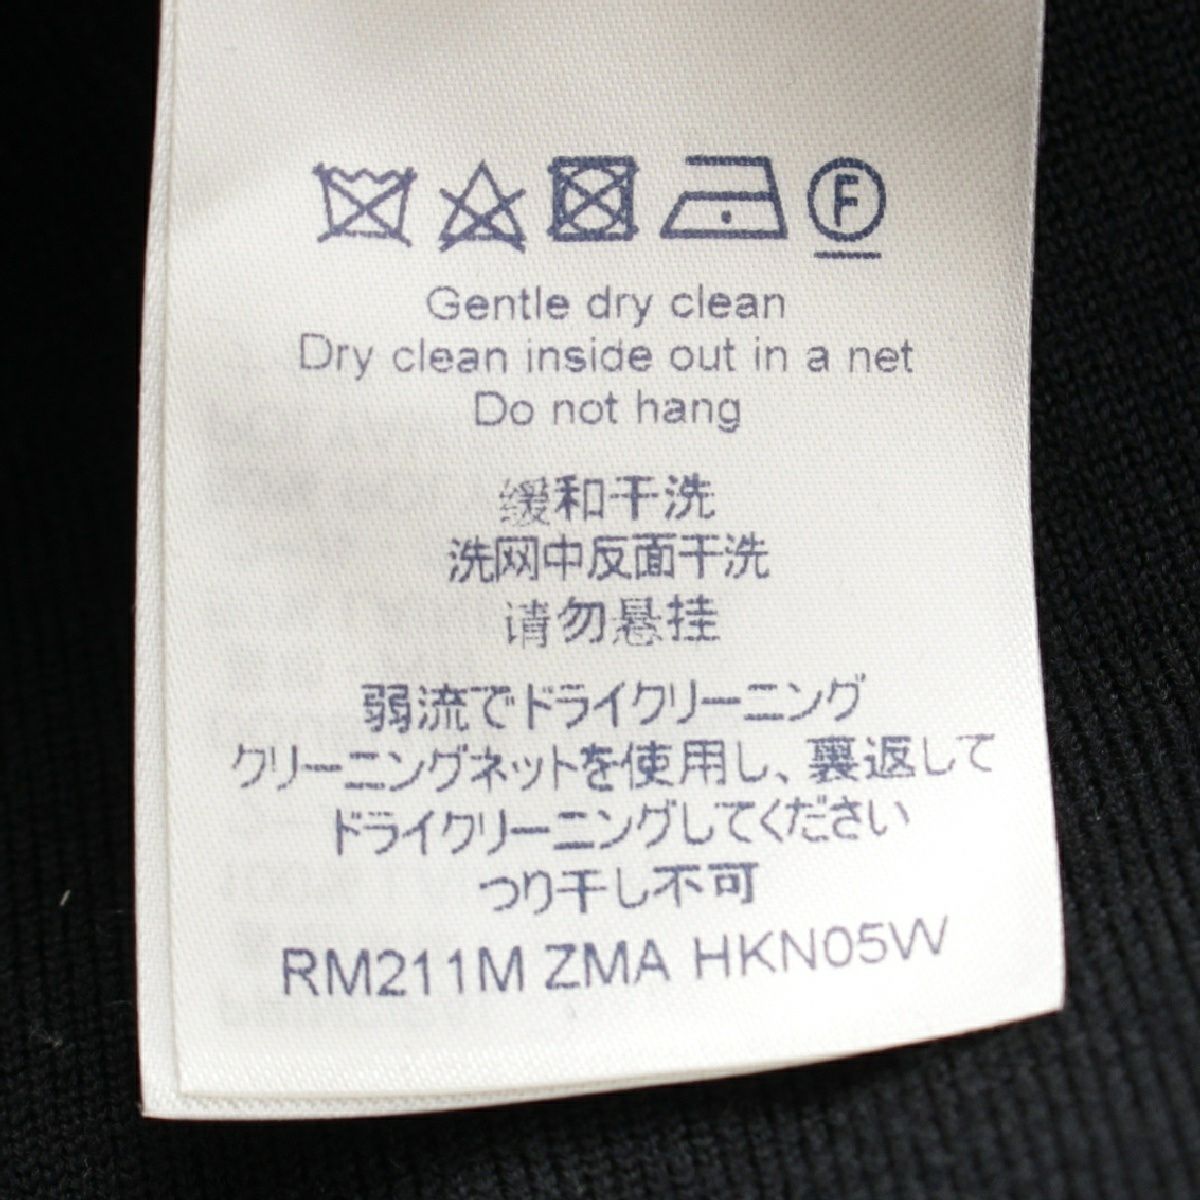 F
Gentle dry clean
Dry clean inside out in a net
Do not hang
缓和干洗
洗网中反面干洗
请勿悬挂
弱流でドライクリーニング
クリーニングネットを使用し、裏返して
ドライクリーニングしてください
つり干し不可
RM211M ZMA HKN05W